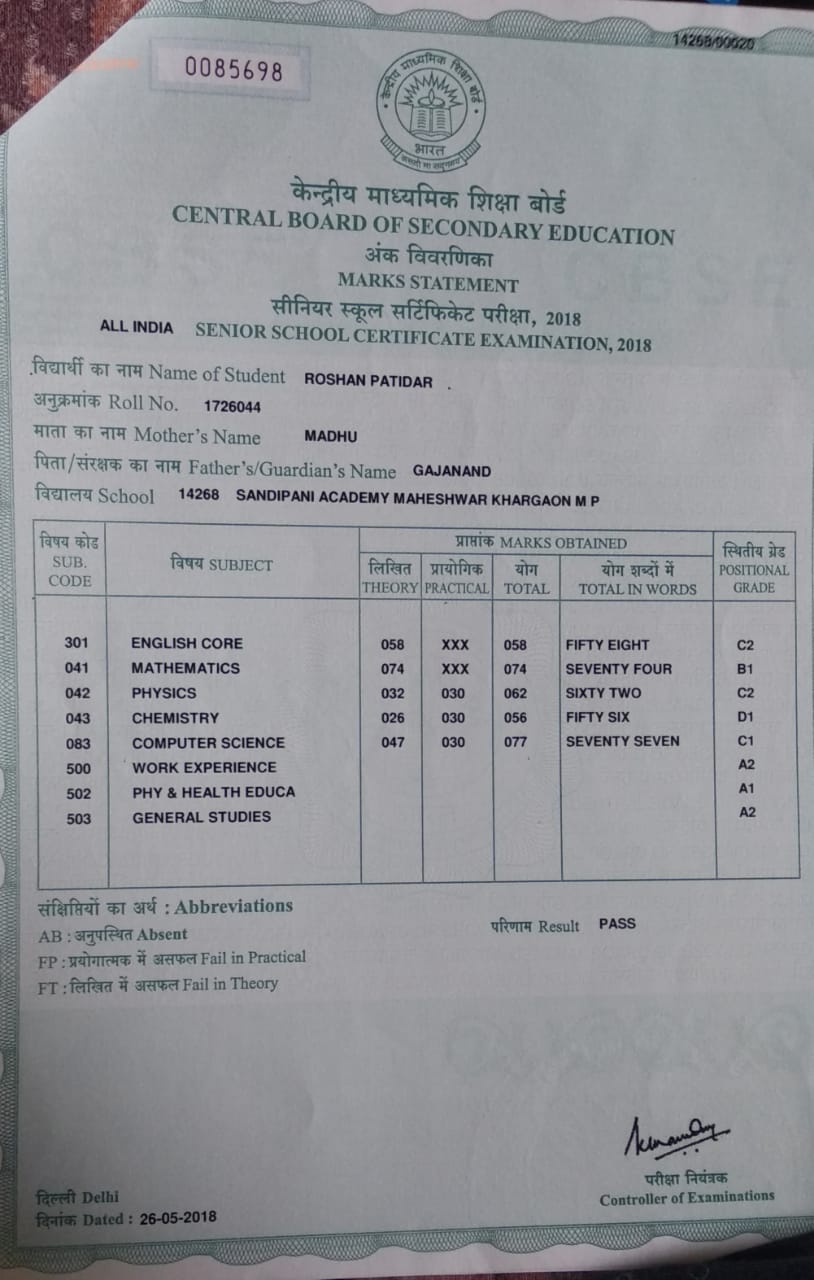 14268/00020
0085698
केन्द्रीय माध्यमिक शिक्षा बोर्ड
भारत
असतो मा सद्गमय
केन्द्रीय माध्यमिक शिक्षा बोर्ड
CENTRAL BOARD OF SECONDARY EDUCATION
अंक विवरणिका
MARKS STATEMENT
सीनियर स्कूल सर्टिफिकेट परीक्षा, 2018
ALL INDIA SENIOR SCHOOL CERTIFICATE EXAMINATION, 2018
विद्यार्थी का नाम Name of Student ROSHAN PATIDAR
अनुक्रमांक Roll No. 1726044
माता का नाम Mother's Name MADHU
पिता/संरक्षक का नाम Father's/Guardian's Name GAJANAND
विद्यालय School 14268 SANDIPANI ACADEMY MAHESHWAR KHARGAON M P
विषय कोड SUB. CODE विषय SUBJECT प्राप्तांक MARKS OBTAINED स्थितीय ग्रेड POSITIONAL GRADE
लिखित THEORY प्रायोगिक PRACTICAL योग TOTAL योग शब्दों में TOTAL IN WORDS
301 ENGLISH CORE 058 XXX 058 FIFTY EIGHT C2
041 MATHEMATICS 074 XXX 074 SEVENTY FOUR B1
042 PHYSICS 032 030 062 SIXTY TWO C2
043 CHEMISTRY 026 030 056 FIFTY SIX D1
083 COMPUTER SCIENCE 047 030 077 SEVENTY SEVEN C1
500 WORK EXPERIENCE A2
502 PHY & HEALTH EDUCA A1
503 GENERAL STUDIES A2
संक्षिप्तियों का अर्थ : Abbreviations
परिणाम Result PASS
AB : अनुपस्थित Absent
FP : प्रयोगात्मक में असफल Fail in Practical
FT : लिखित में असफल Fail in Theory
परीक्षा नियंत्रक
Controller of Examinations
दिल्ली Delhi
दिनांक Dated : 26-05-2018